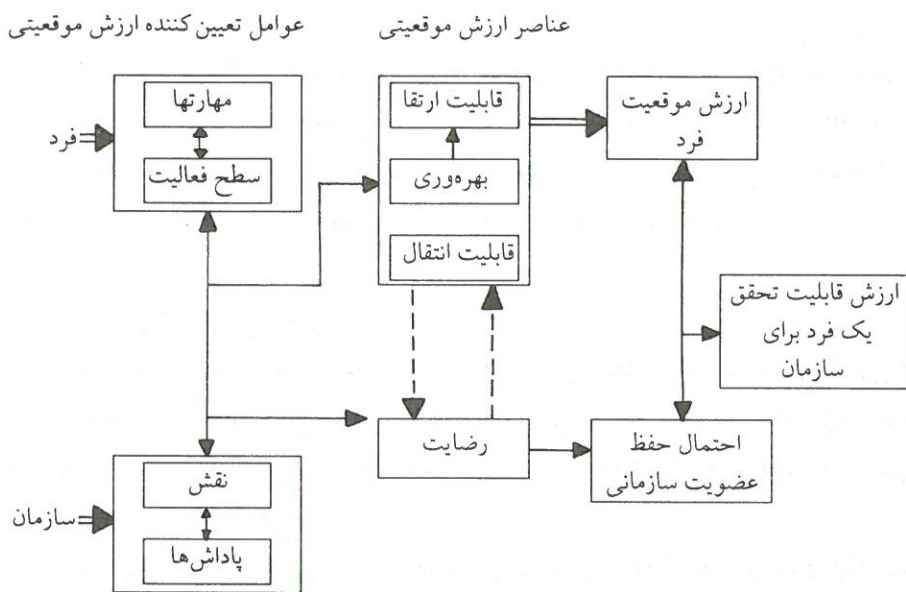 عوامل تعیین کننده ارزش موقعیتی
عناصر ارزش موقعیتی
فرد
مهارتها
سطح فعالیت
قابلیت ارتقا
بهره‌وری
قابلیت انتقال
ارزش موقعیت
فرد
ارزش قابلیت تحقق
یک فرد برای
سازمان
رضایت
احتمال حفظ
عضویت سازمانی
سازمان
نقش
پاداش‌ها